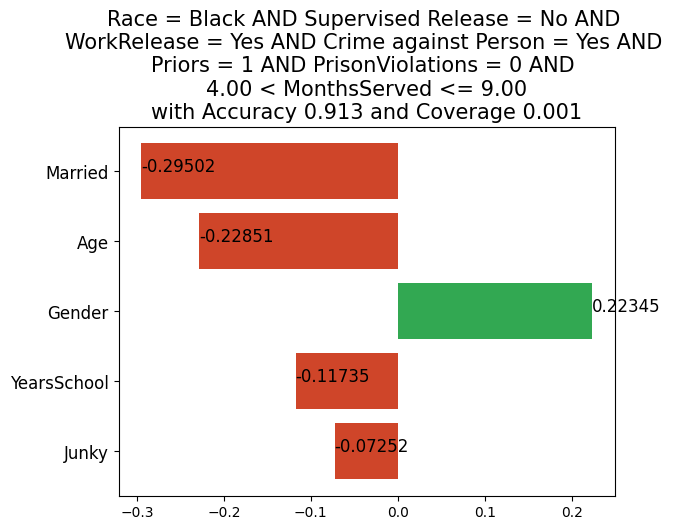 Race = Black AND Supervised Release = No AND
WorkRelease = Yes AND Crime against Person = Yes AND
Priors = 1 AND PrisonViolations = 0 AND
4.00 < MonthsServed <= 9.00
with Accuracy 0.913 and Coverage 0.001
Married
-0.29502
Age
-0.22851
Gender
0.22345
YearsSchool
-0.11735
Junky
-0.07252
−0.3 −0.2 −0.1 0.0 0.1 0.2